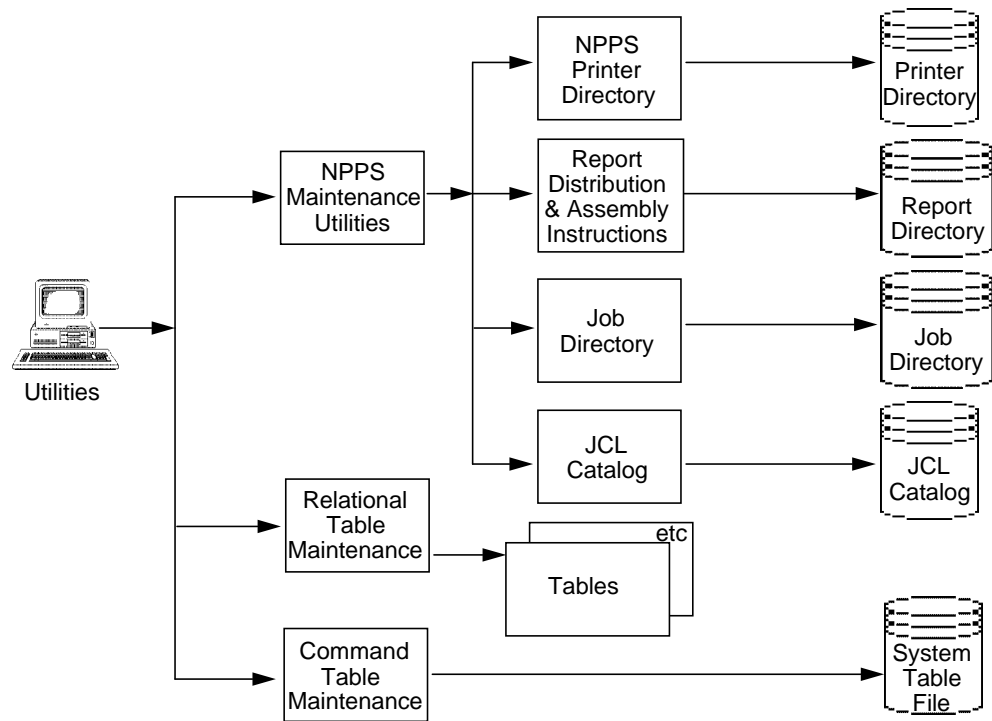 Utilities
NPPS
Maintenance
Utilities
NPPS
Printer
Directory
Printer
Directory
Report
Distribution
& Assembly
Instructions
Report
Directory
Job
Directory
Job
Directory
JCL
Catalog
JCL
Catalog
Relational
Table
Maintenance
etc
Tables
Command
Table
Maintenance
System
Table
File